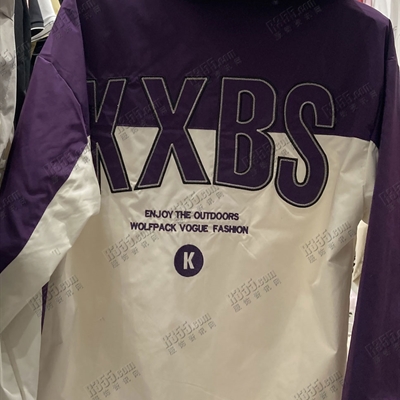 KXBS
ENJOY THE OUTDOORS
WOLFPACK VOGUE FASHION
K